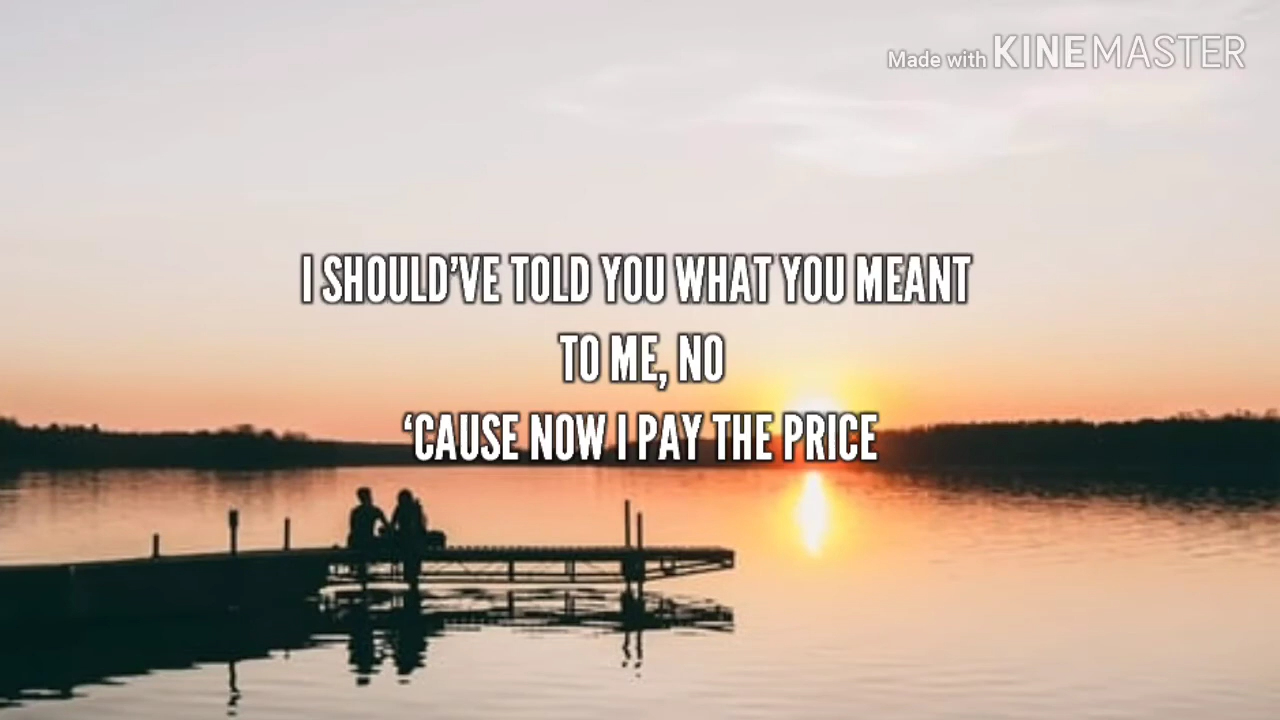 Made with KINEMASTER
I SHOULD’VE TOLD YOU WHAT YOU MEANT
TO ME, NO
‘CAUSE NOW I PAY THE PRICE